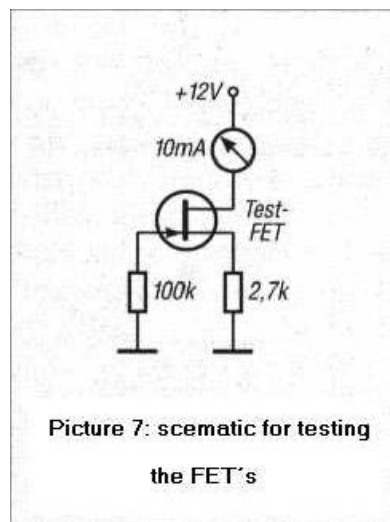 +12V
10mA
Test-
FET
100k
2,7k
Picture 7: scematic for testing
the FET´s